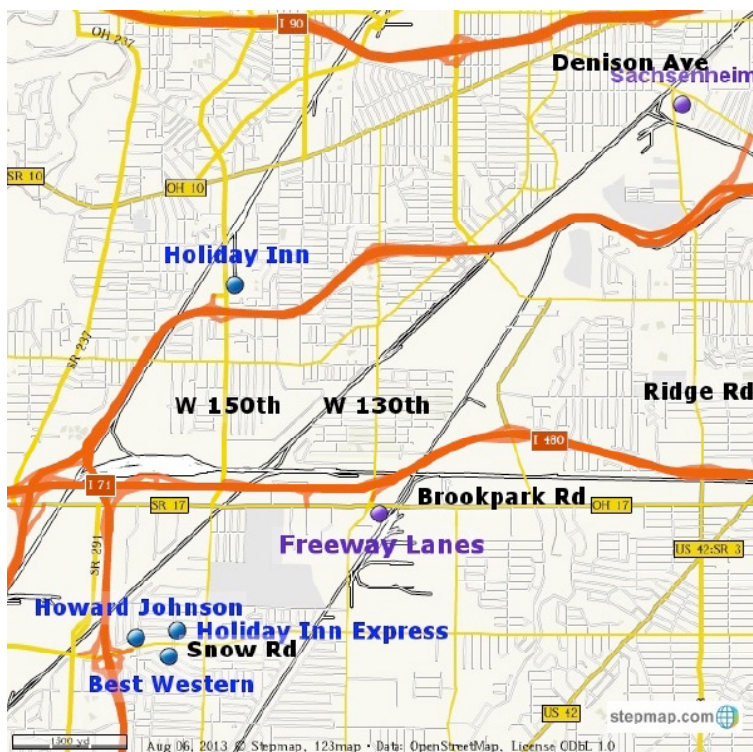 I 90
OH 237
Denison Ave
Sachsenheim
SR 10
OH 10
Holiday Inn
SR 237
Ridge Rd
W 150th
W 130th
I 480
I 71
Brookpark Rd
SR 17
OH 17
Freeway Lanes
US 42:SR 3
SR 291
Howard Johnson
Holiday Inn Express
Snow Rd
Best Western
US 42
stepmap.com
1500 yd
Aug 06, 2013 © Stepmap, 123map • Data: OpenStreetMap, License ODbL 1.0